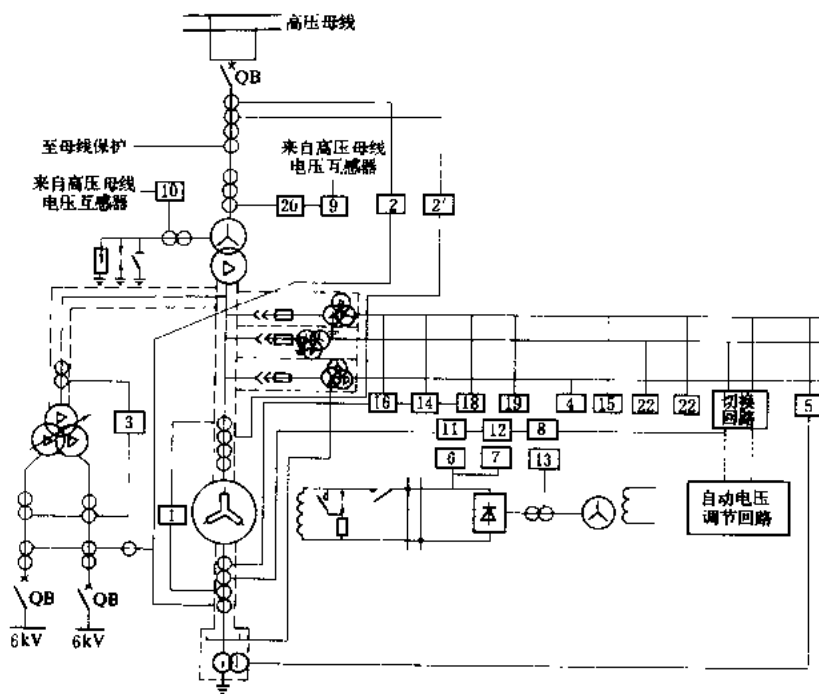 高压母线
QB
至母线保护
来自高压母线
电压互感器
来自高压母线
电压互感器
10
20
9
2
2'
3
16
14
18
19
4
15
22
22
切换
回路
5
11
12
8
6
7
13
1
自动电压
调节回路
QB
QB
6kV
6kV